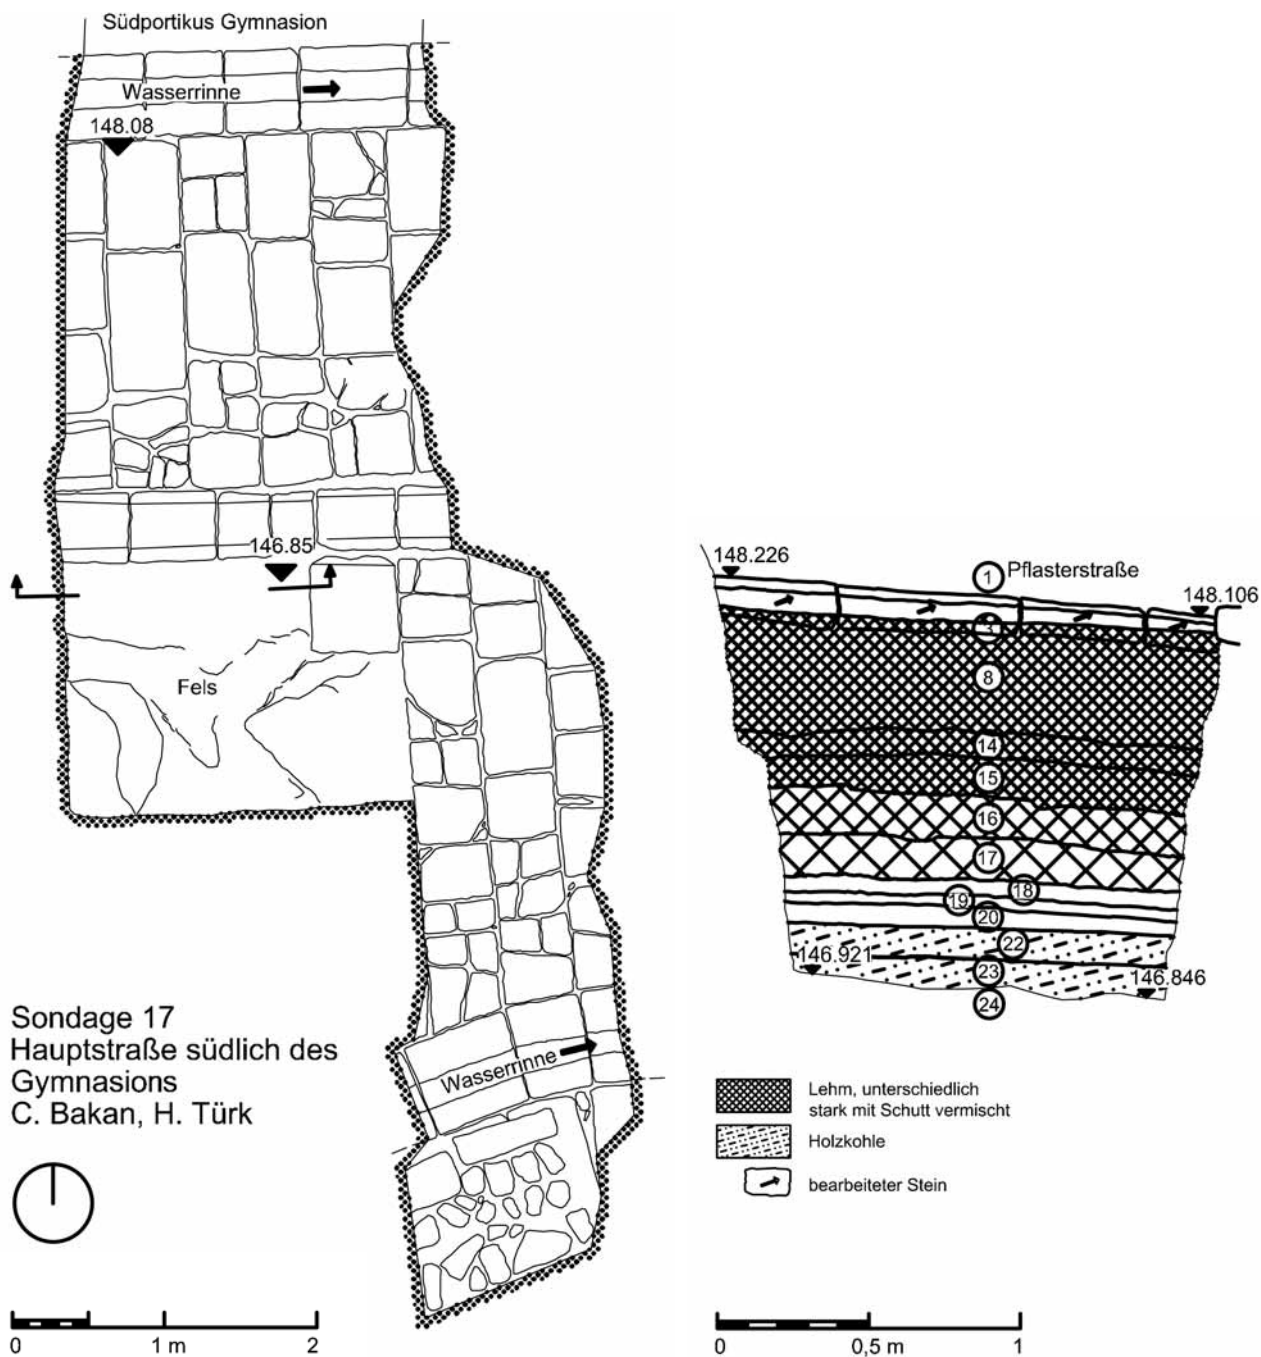 Südportikus Gymnasion
Wasserrinne
148.08
146.85
Fels
Wasserrinne
Sondage 17
Hauptstraße südlich des
Gymnasions
C. Bakan, H. Türk
0 1 m 2
148.226
1 Pflasterstraße
148.106
8
14
15
16
17
18
19
20
22
146.921
23
146.846
24
Lehm, unterschiedlich
stark mit Schutt vermischt
Holzkohle
bearbeiteter Stein
0 0,5 m 1